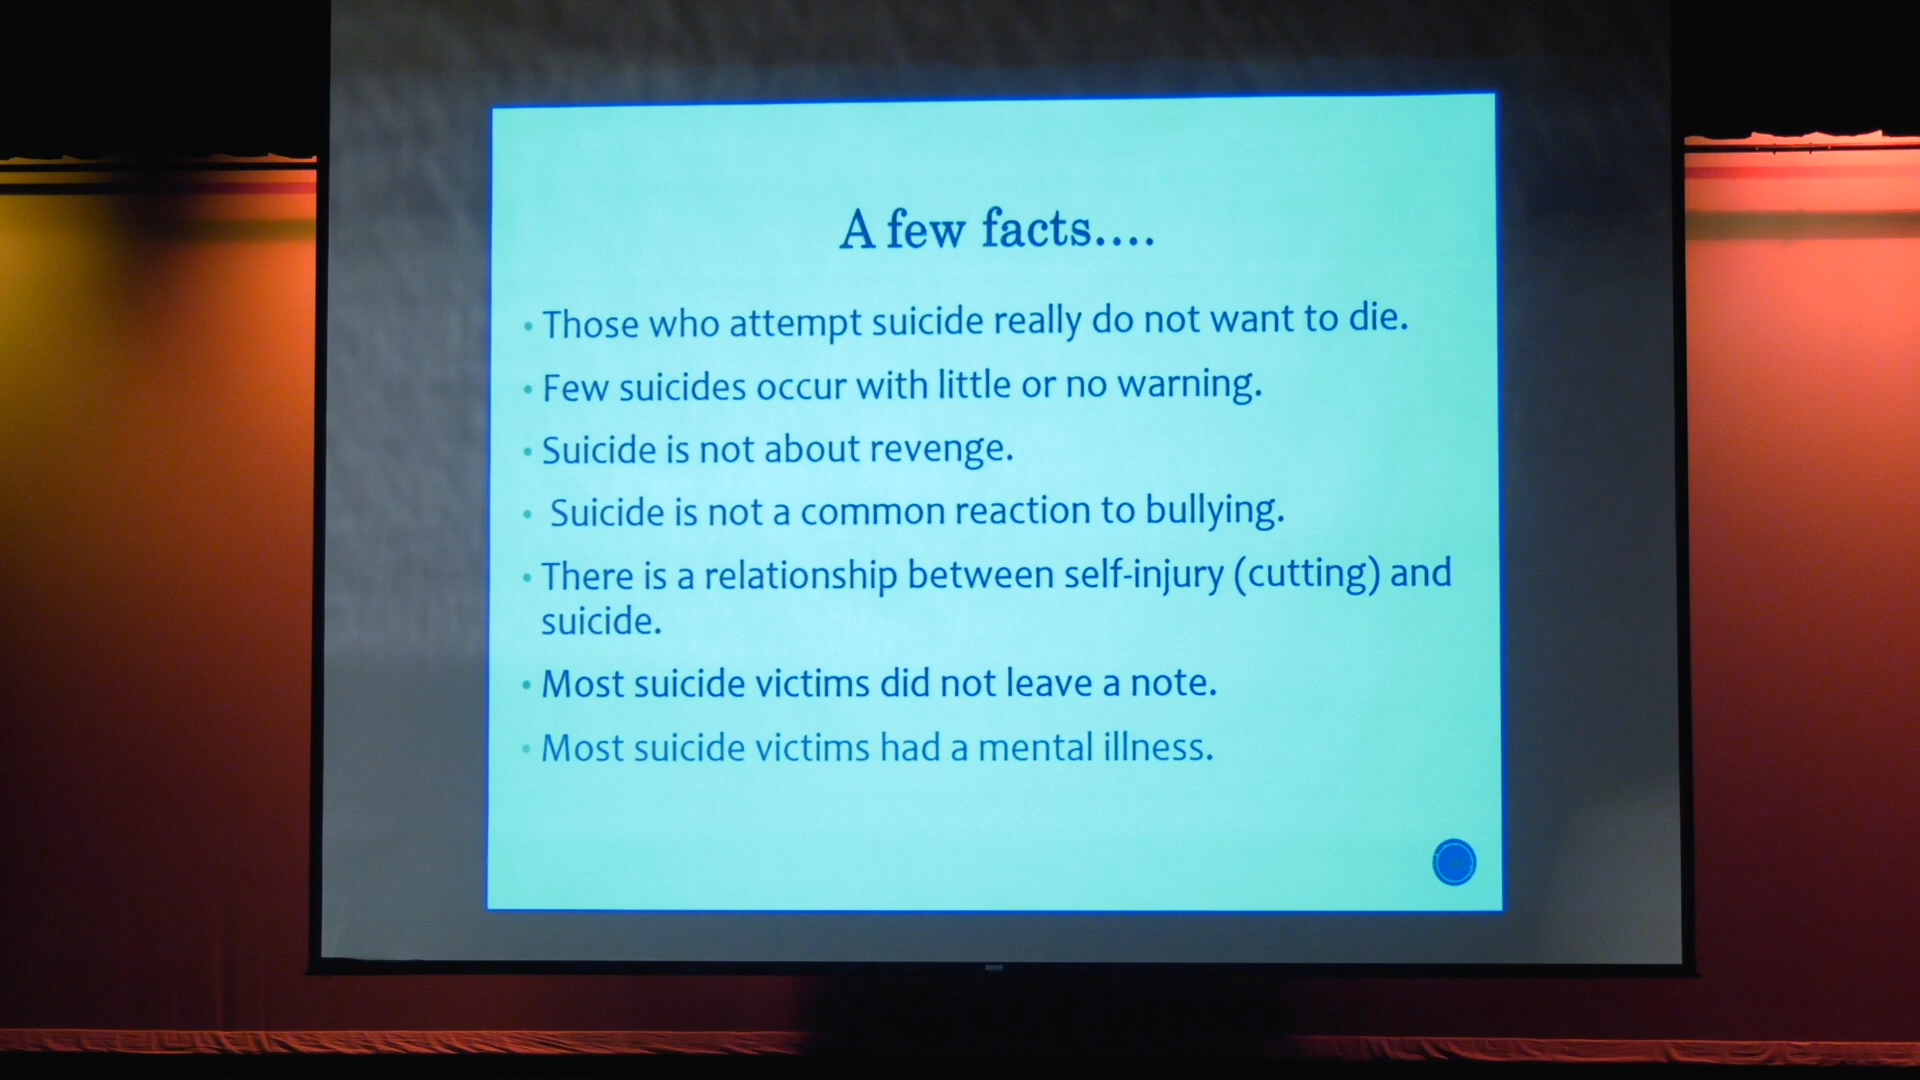 A few facts....
• Those who attempt suicide really do not want to die.
• Few suicides occur with little or no warning.
• Suicide is not about revenge.
• Suicide is not a common reaction to bullying.
• There is a relationship between self-injury (cutting) and
suicide.
• Most suicide victims did not leave a note.
• Most suicide victims had a mental illness.